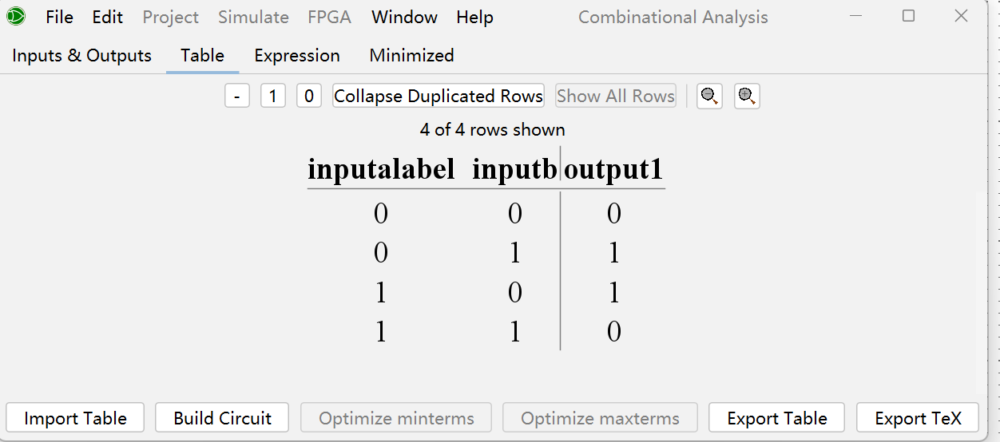 File Edit Project Simulate FPGA Window Help Combinational Analysis
Inputs & Outputs Table Expression Minimized
- 1 0 Collapse Duplicated Rows Show All Rows
4 of 4 rows shown
inputalabel inputb output1
0 0 0
0 1 1
1 0 1
1 1 0
Import Table Build Circuit Optimize minterms Optimize maxterms Export Table Export TeX